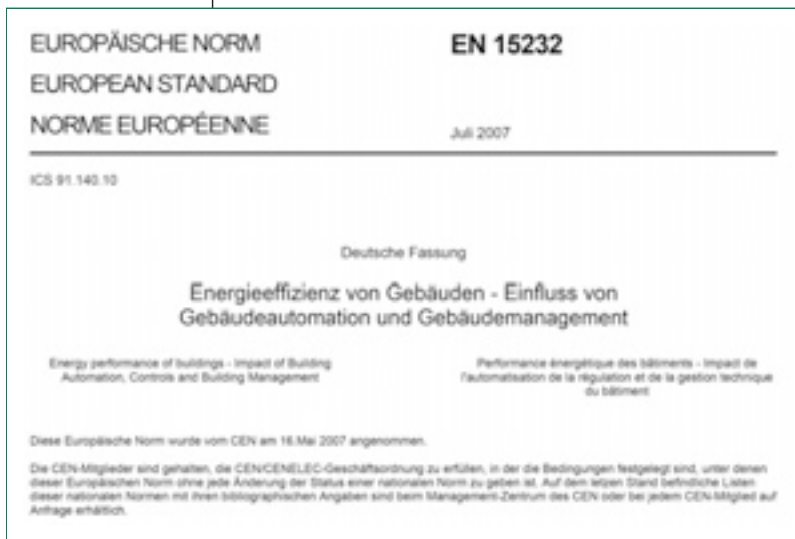 EUROPÄISCHE NORM
EN 15232
EUROPEAN STANDARD
NORME EUROPÉENNE
Juli 2007
ICS 91.140.10
Deutsche Fassung
Energieeffizienz von Gebäuden - Einfluss von
Gebäudeautomation und Gebäudemanagement
Energy performance of buildings - Impact of Building
Automation, Controls and Building Management
Performance énergétique des bâtiments - Impact de
l'automatisation de la régulation et de la gestion technique
du bâtiment
Diese Europäische Norm wurde vom CEN am 16.Mai 2007 angenommen.
Die CEN-Mitglieder sind gehalten, die CEN/CENELEC-Geschäftsordnung zu erfüllen, in der die Bedingungen festgelegt sind, unter denen
dieser Europäischen Norm ohne jede Änderung der Status einer nationalen Norm zu geben ist. Auf dem letzen Stand befindliche Listen
dieser nationalen Normen mit ihren bibliographischen Angaben sind beim Management-Zentrum des CEN oder bei jedem CEN-Mitglied auf
Anfrage erhältlich.